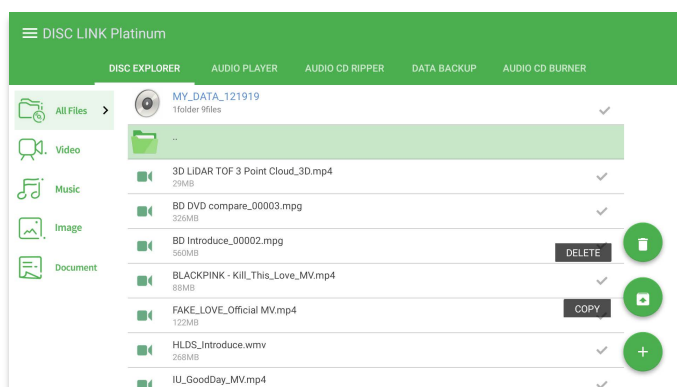 DISC LINK Platinum
DISC EXPLORER AUDIO PLAYER AUDIO CD RIPPER DATA BACKUP AUDIO CD BURNER
All Files
Video
Music
Image
Document
MY_DATA_121919
1folder 9files
..
3D LiDAR TOF 3 Point Cloud_3D.mp4
29MB
BD DVD compare_00003.mpg
326MB
BD Introduce_00002.mpg
560MB
DELETE
BLACKPINK - Kill_This_Love_MV.mp4
88MB
FAKE_LOVE_Official MV.mp4
122MB
COPY
HLDS_Introduce.wmv
268MB
IU_GoodDay_MV.mp4